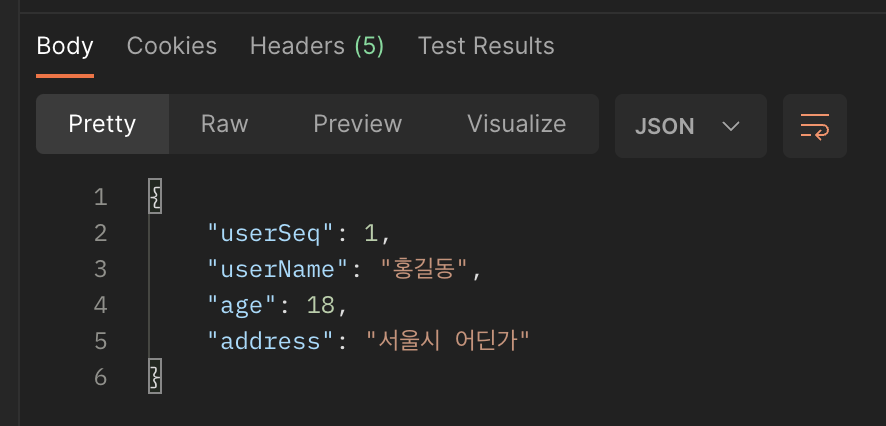 Body Cookies Headers (5) Test Results
Pretty Raw Preview Visualize JSON
1 {
2 "userSeq": 1,
3 "userName": "홍길동",
4 "age": 18,
5 "address": "서울시 어딘가"
6 }